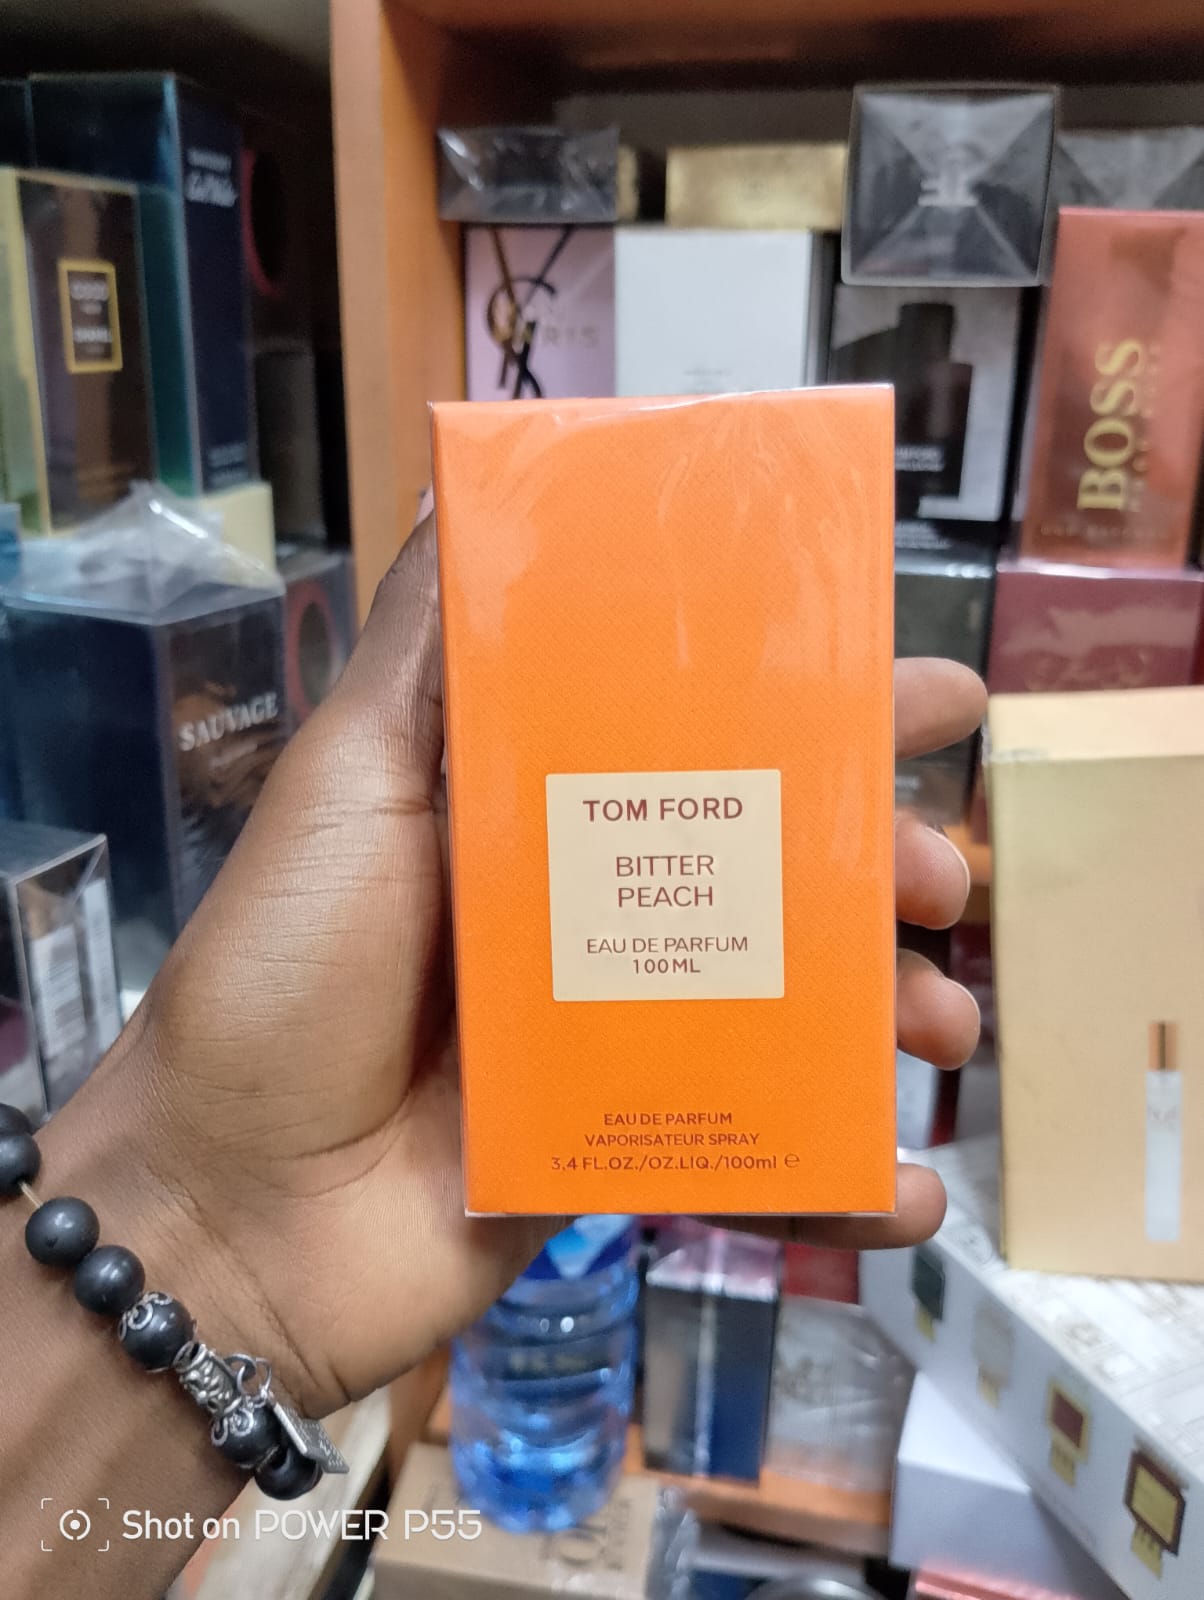 TOM FORD
BITTER
PEACH
EAU DE PARFUM
100ML
EAU DE PARFUM
VAPORISATEUR SPRAY
3,4 FL.OZ./OZ.LIQ./100ml ℮
SAUVAGE
BOSS
Shot on POWER P55